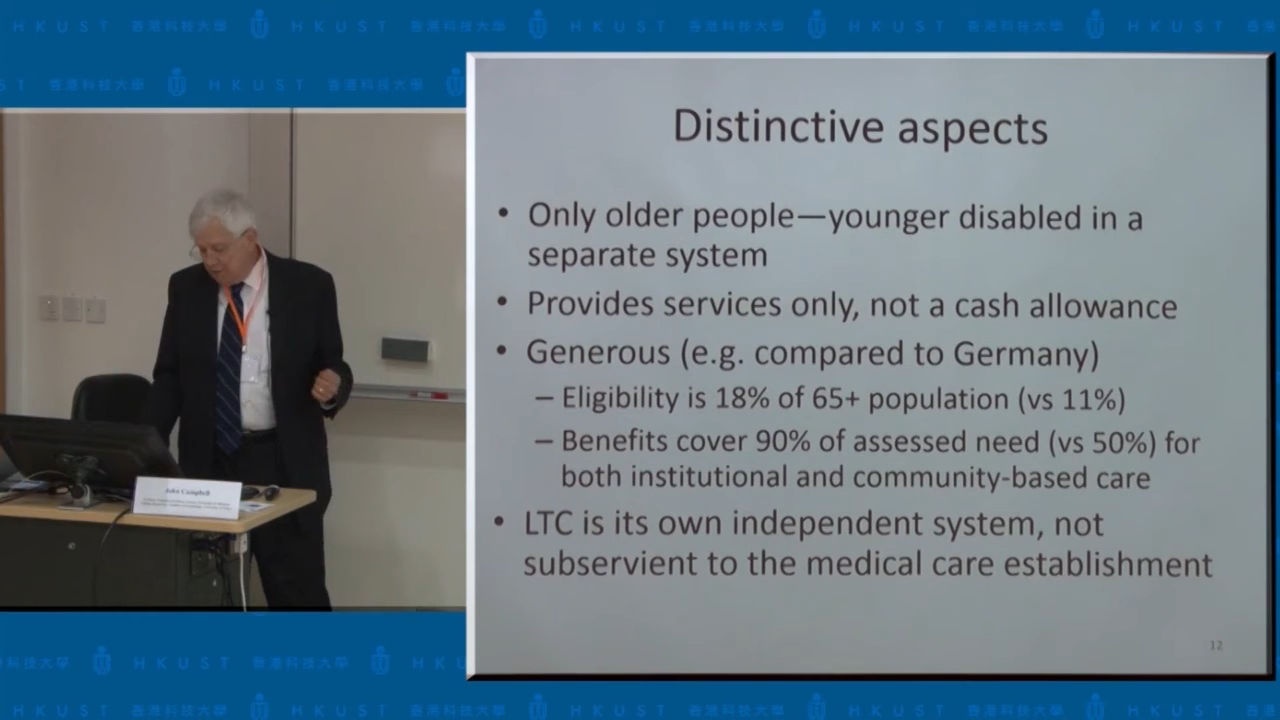 HKUST 香港科技大學 HKUST 香港科技大學 HKUST 香港科技大學 HKUST 香港科技大學 HKUST
香港科技大學 HKUST 香港科技大學
Distinctive aspects
• Only older people—younger disabled in a
separate system
• Provides services only, not a cash allowance
• Generous (e.g. compared to Germany)
– Eligibility is 18% of 65+ population (vs 11%)
– Benefits cover 90% of assessed need (vs 50%) for
both institutional and community-based care
• LTC is its own independent system, not
subservient to the medical care establishment
12
John Campbell
HKUST 香港科技大學
HKUST 香港科技大學 HKUST 香港科技大學 HKUST 香港科技大學 HKUST 香港科技大學 HKUST